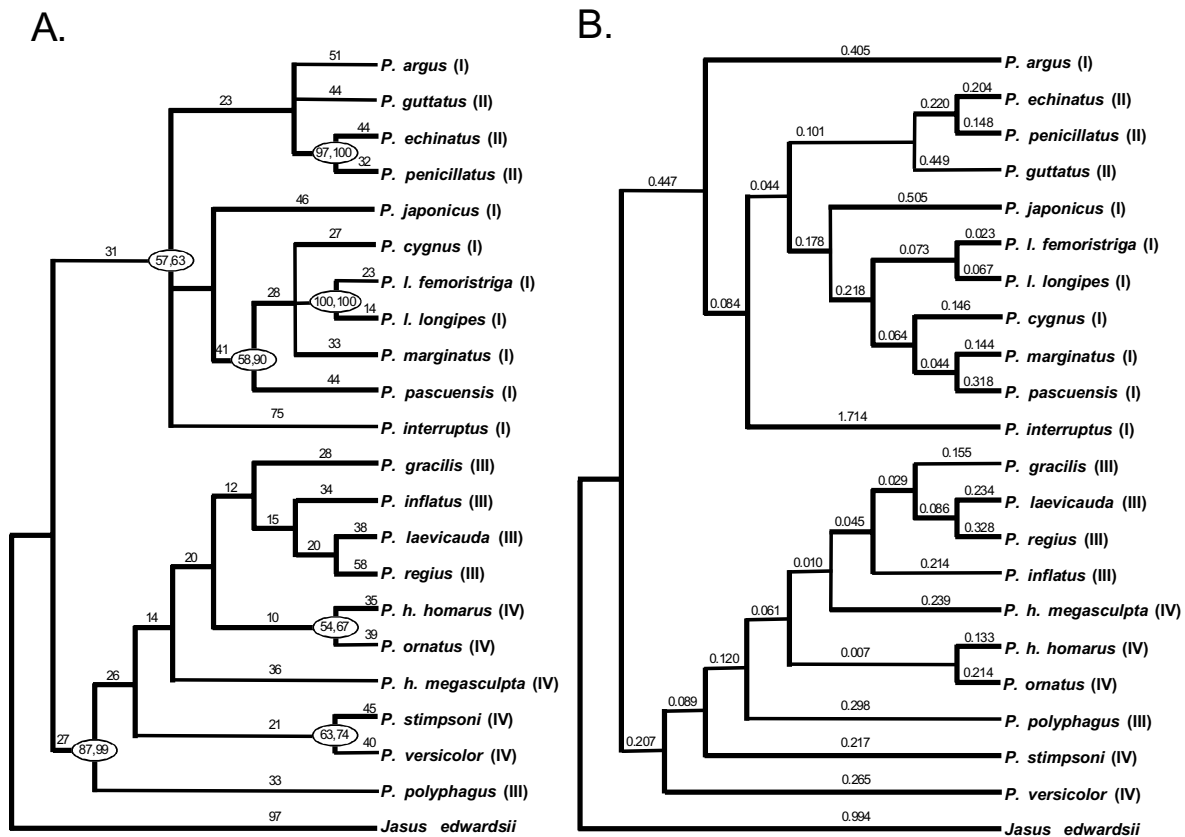 A.
51
P. argus (I)
44
P. guttatus (II)
23
44
P. echinatus (II)
97,100
32
P. penicillatus (II)
46
P. japonicus (I)
31
57,63
27
P. cygnus (I)
23
P. l. femoristriga (I)
28
100,100
14
P. l. longipes (I)
41
58,90
33
P. marginatus (I)
44
P. pascuensis (I)
75
P. interruptus (I)
28
P. gracilis (III)
12
34
P. inflatus (III)
15
38
P. laevicauda (III)
20
58
P. regius (III)
20
35
P. h. homarus (IV)
10
54,67
39
P. ornatus (IV)
14
36
P. h. megasculpta (IV)
26
45
P. stimpsoni (IV)
21
63,74
40
P. versicolor (IV)
27
87,99
33
P. polyphagus (III)
97
Jasus edwardsii
B.
0.405
P. argus (I)
0.204
P. echinatus (II)
0.220
0.148
P. penicillatus (II)
0.101
0.449
P. guttatus (II)
0.447
0.044
0.505
P. japonicus (I)
0.178
0.023
P. l. femoristriga (I)
0.073
0.067
P. l. longipes (I)
0.218
0.146
P. cygnus (I)
0.084
0.064
0.144
P. marginatus (I)
0.044
0.318
P. pascuensis (I)
1.714
P. interruptus (I)
0.155
P. gracilis (III)
0.029
0.234
P. laevicauda (III)
0.086
0.328
P. regius (III)
0.045
0.214
P. inflatus (III)
0.010
0.239
P. h. megasculpta (IV)
0.061
0.133
P. h. homarus (IV)
0.007
0.214
P. ornatus (IV)
0.120
0.298
P. polyphagus (III)
0.089
0.217
P. stimpsoni (IV)
0.207
0.265
P. versicolor (IV)
0.994
Jasus edwardsii